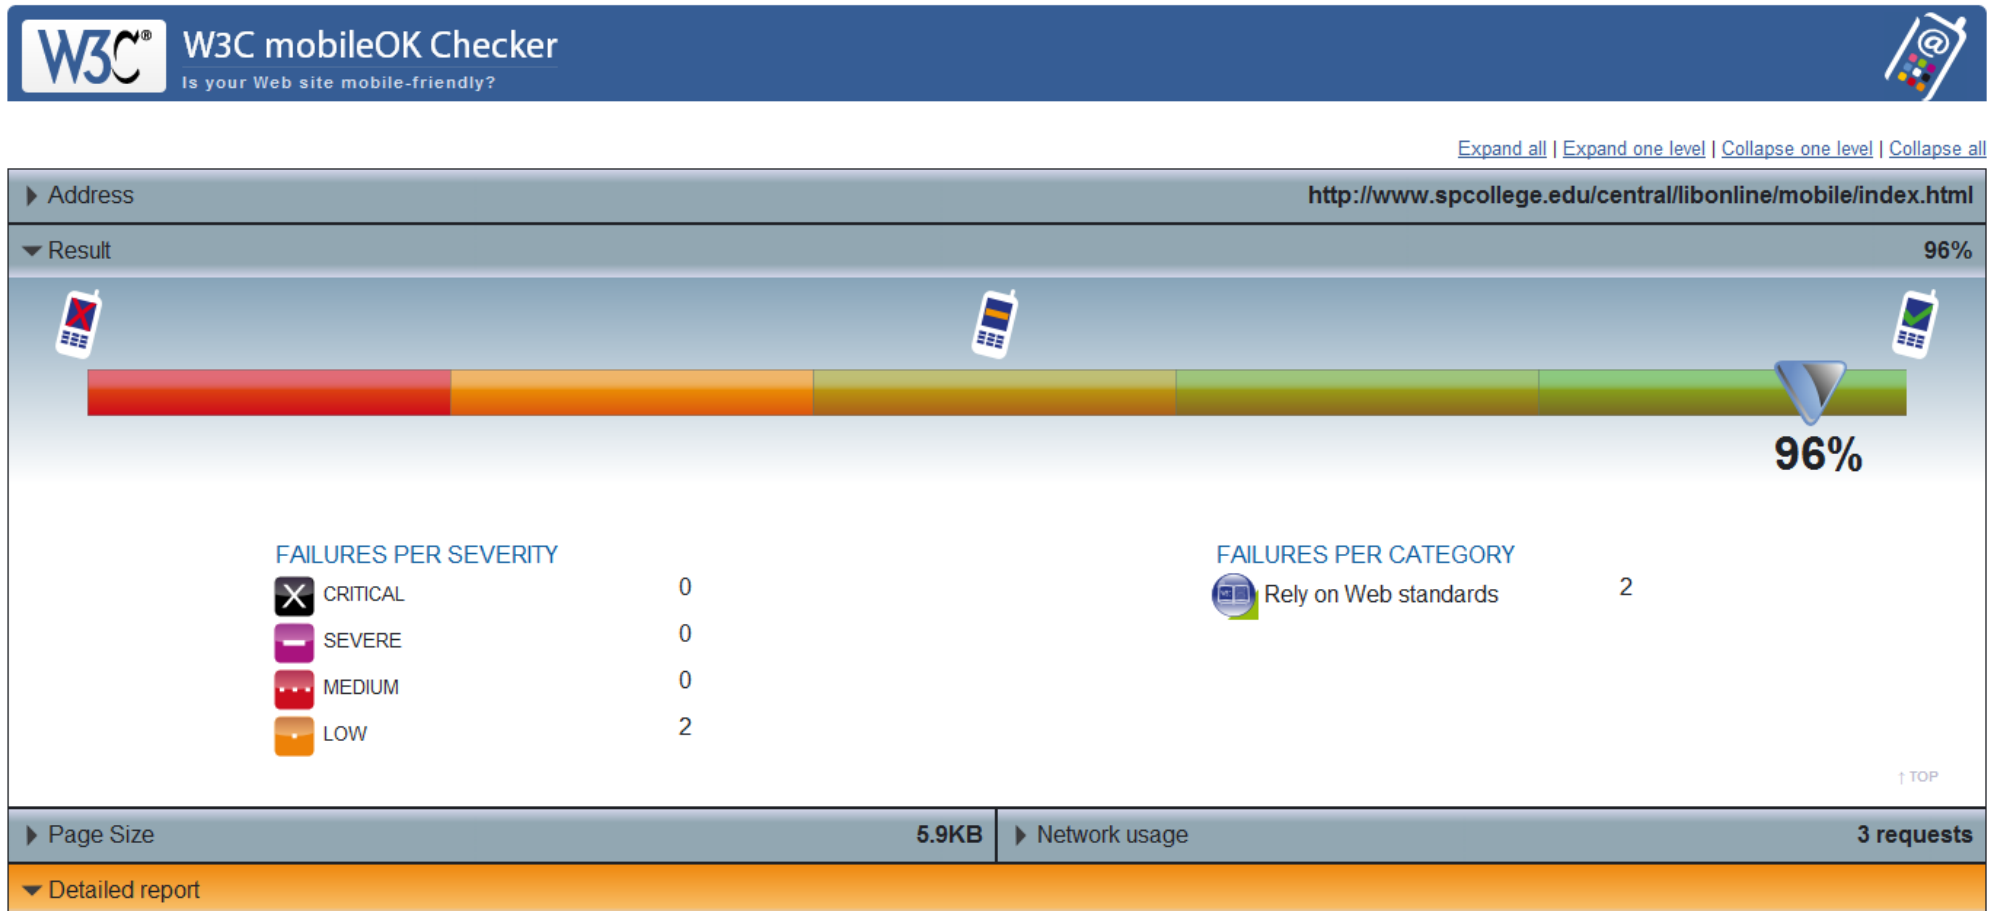 W3C®
W3C mobileOK Checker
Is your Web site mobile-friendly?
@
Expand all | Expand one level | Collapse one level | Collapse all
Address http://www.spcollege.edu/central/libonline/mobile/index.html
Result 96%
96%
FAILURES PER SEVERITY
CRITICAL 0
SEVERE 0
MEDIUM 0
LOW 2
FAILURES PER CATEGORY
Rely on Web standards 2
↑ TOP
Page Size 5.9KB
Network usage 3 requests
Detailed report